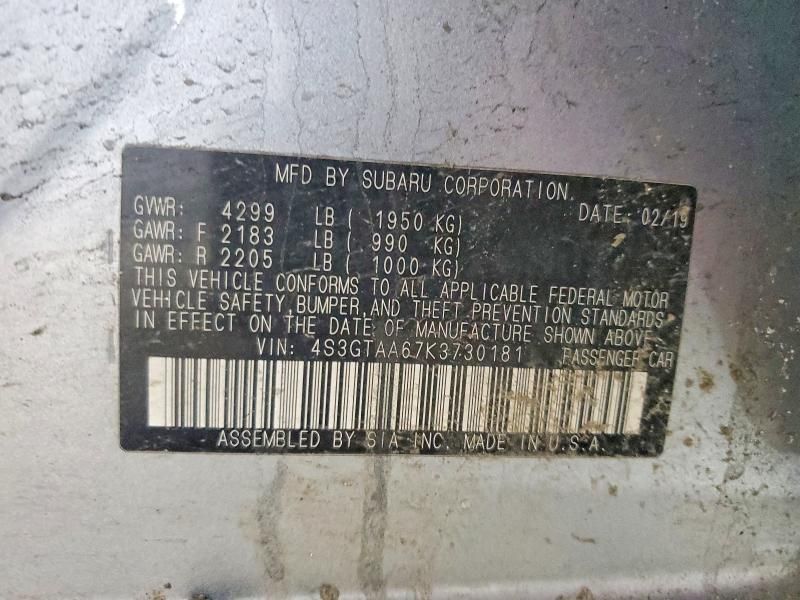 MFD BY SUBARU CORPORATION.
GVWR: 4299 LB ( 1950 KG) DATE: 02/19
GAWR: F 2183 LB ( 990 KG)
GAWR: R 2205 LB ( 1000 KG)
THIS VEHICLE CONFORMS TO ALL APPLICABLE FEDERAL MOTOR
VEHICLE SAFETY, BUMPER, AND THEFT PREVENTION STANDARDS
IN EFFECT ON THE DATE OF MANUFACTURE SHOWN ABOVE.
VIN: 4S3GTAA67K3730181 PASSENGER CAR
ASSEMBLED BY SIA INC. MADE IN U.S.A.